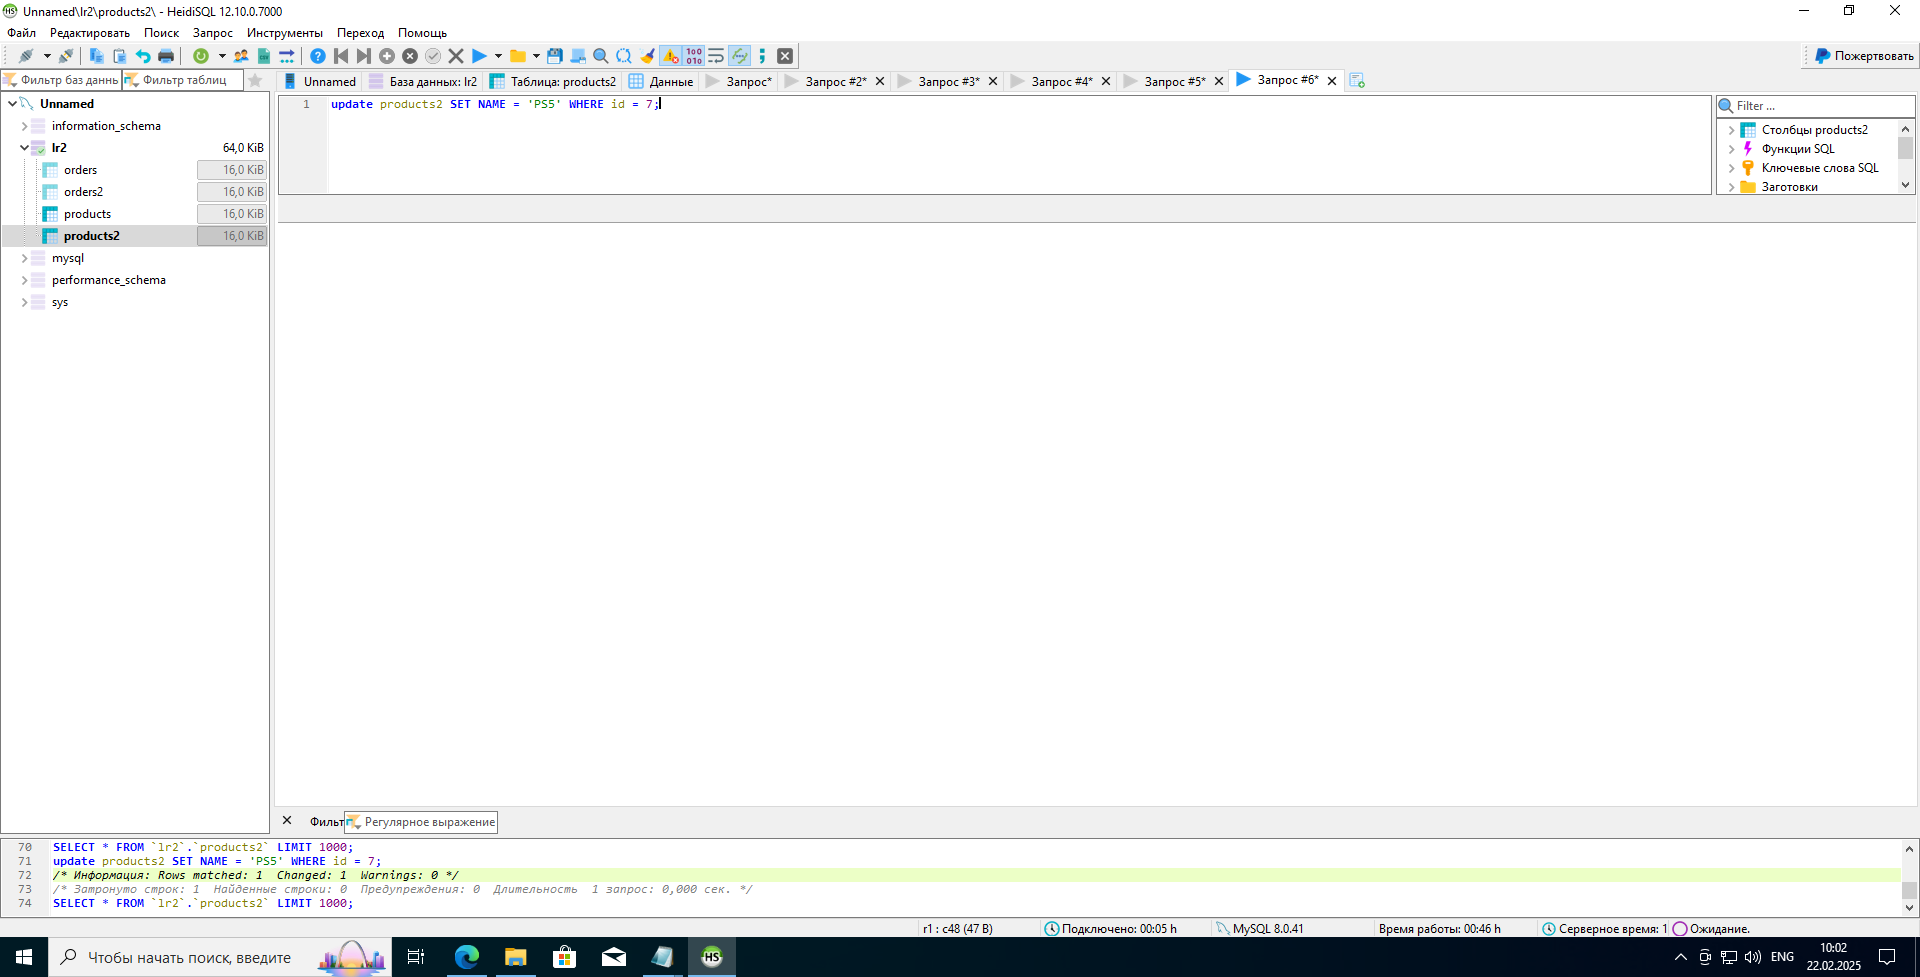 Unnamed\lr2\products2\ - HeidiSQL 12.10.0.7000
Файл Редактировать Поиск Запрос Инструменты Переход Помощь
Пожертвовать
Фильтр баз данны Фильтр таблиц
Unnamed База данных: lr2 Таблица: products2 Данные Запрос* Запрос #2* Запрос #3* Запрос #4* Запрос #5* Запрос #6*
Unnamed
information_schema
lr2 64,0 KiB
orders 16,0 KiB
orders2 16,0 KiB
products 16,0 KiB
products2 16,0 KiB
mysql
performance_schema
sys
1 update products2 SET NAME = 'PS5' WHERE id = 7;
Filter ...
Столбцы products2
Функции SQL
Ключевые слова SQL
Заготовки
Фильт Регулярное выражение
70 SELECT * FROM `lr2`.`products2` LIMIT 1000;
71 update products2 SET NAME = 'PS5' WHERE id = 7;
72 /* Информация: Rows matched: 1  Changed: 1  Warnings: 0 */
73 /* Затронуто строк: 1  Найденные строки: 0  Предупреждения: 0  Длительность  1 запрос: 0,000 сек. */
74 SELECT * FROM `lr2`.`products2` LIMIT 1000;
r1 : c48 (47 B) Подключено: 00:05 h MySQL 8.0.41 Время работы: 00:46 h Серверное время: 1 Ожидание.
Чтобы начать поиск, введите
HS
ENG
10:02
22.02.2025